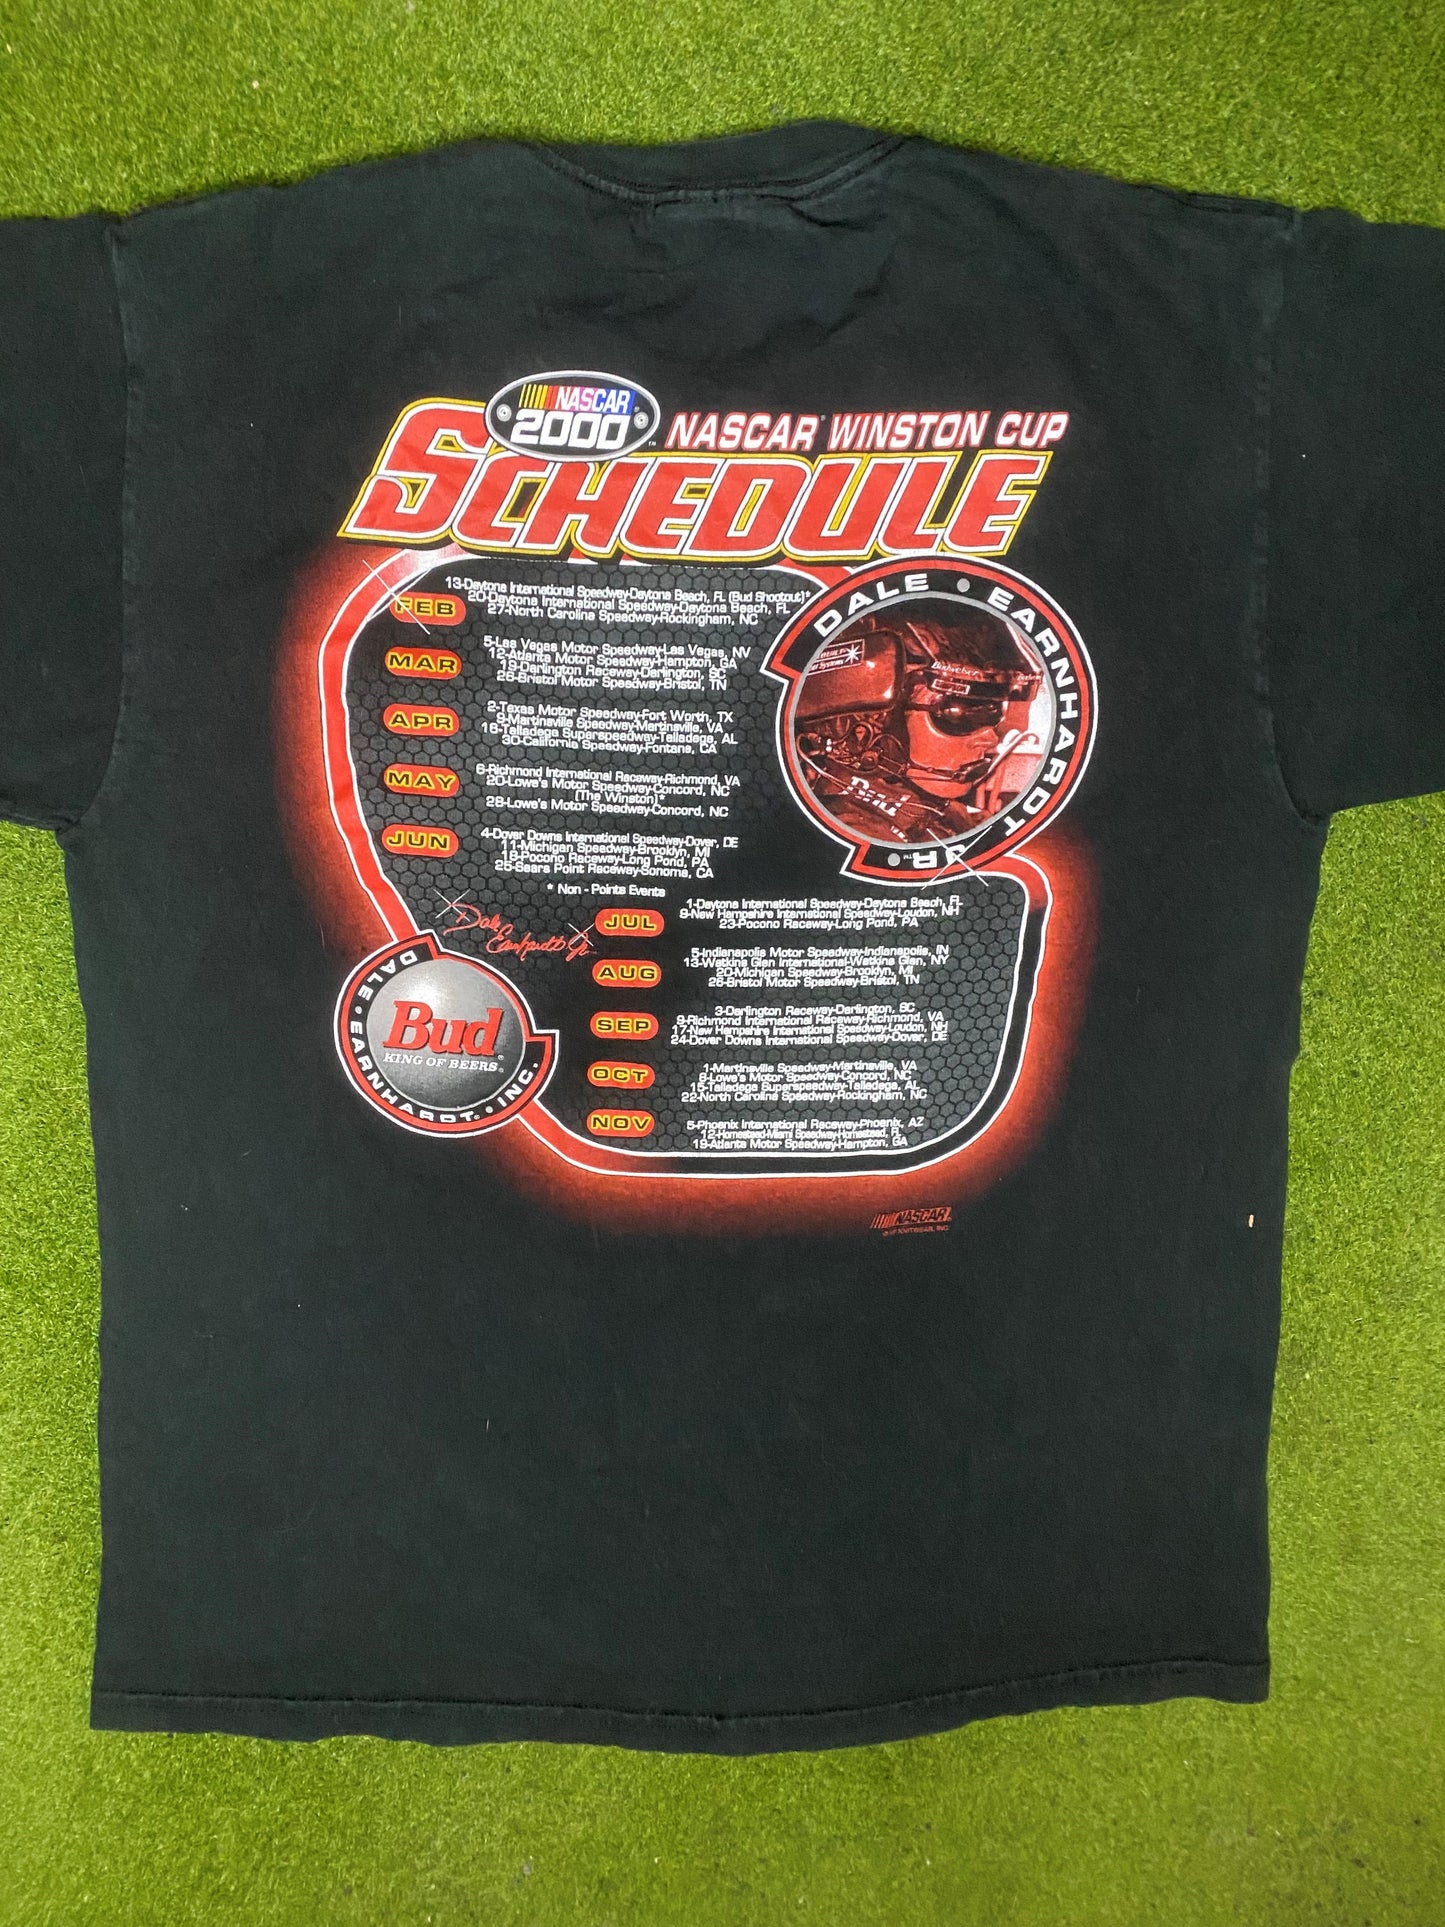 NASCAR
2000
NASCAR WINSTON CUP
SCHEDULE
DALE • EARNHARDT JR •
FEB
13-Daytona International Speedway-Daytona Beach, FL (Bud Shootout)*
20-Daytona International Speedway-Daytona Beach, FL
27-North Carolina Speedway-Rockingham, NC
MAR
5-Las Vegas Motor Speedway-Las Vegas, NV
12-Atlanta Motor Speedway-Hampton, GA
19-Darlington Raceway-Darlington, SC
26-Bristol Motor Speedway-Bristol, TN
APR
2-Texas Motor Speedway-Fort Worth, TX
9-Martinsville Speedway-Martinsville, VA
16-Talladega Superspeedway-Talladega, AL
30-California Speedway-Fontana, CA
MAY
6-Richmond International Raceway-Richmond, VA
20-Lowe's Motor Speedway-Concord, NC
(The Winston)*
28-Lowe's Motor Speedway-Concord, NC
JUN
4-Dover Downs International Speedway-Dover, DE
11-Michigan Speedway-Brooklyn, MI
18-Pocono Raceway-Long Pond, PA
25-Sears Point Raceway-Sonoma, CA
* Non - Points Events
Budweiser
Bud
Dale Earnhardt Jr.
JUL
1-Daytona International Speedway-Daytona Beach, FL
9-New Hampshire International Speedway-Loudon, NH
23-Pocono Raceway-Long Pond, PA
AUG
5-Indianapolis Motor Speedway-Indianapolis, IN
13-Watkins Glen International-Watkins Glen, NY
20-Michigan Speedway-Brooklyn, MI
26-Bristol Motor Speedway-Bristol, TN
SEP
3-Darlington Raceway-Darlington, SC
9-Richmond International Raceway-Richmond, VA
17-New Hampshire International Speedway-Loudon, NH
24-Dover Downs International Speedway-Dover, DE
OCT
1-Martinsville Speedway-Martinsville, VA
8-Lowe's Motor Speedway-Concord, NC
15-Talladega Superspeedway-Talladega, AL
22-North Carolina Speedway-Rockingham, NC
NOV
5-Phoenix International Raceway-Phoenix, AZ
12-Homestead-Miami Speedway-Homestead, FL
19-Atlanta Motor Speedway-Hampton, GA
DALE • EARNHARDT • INC.
Bud
KING OF BEERS
NASCAR
KNITWEAR, INC.